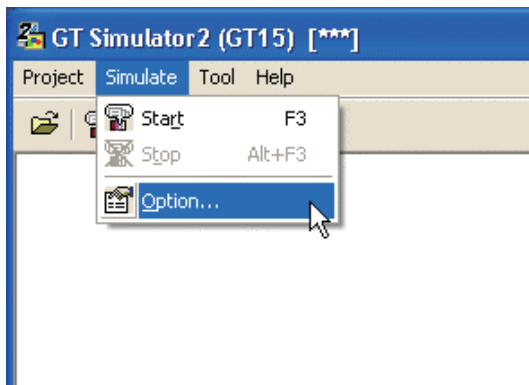 GT Simulator2 (GT15) [***]
Project Simulate Tool Help
Start F3
Stop Alt+F3
Option...